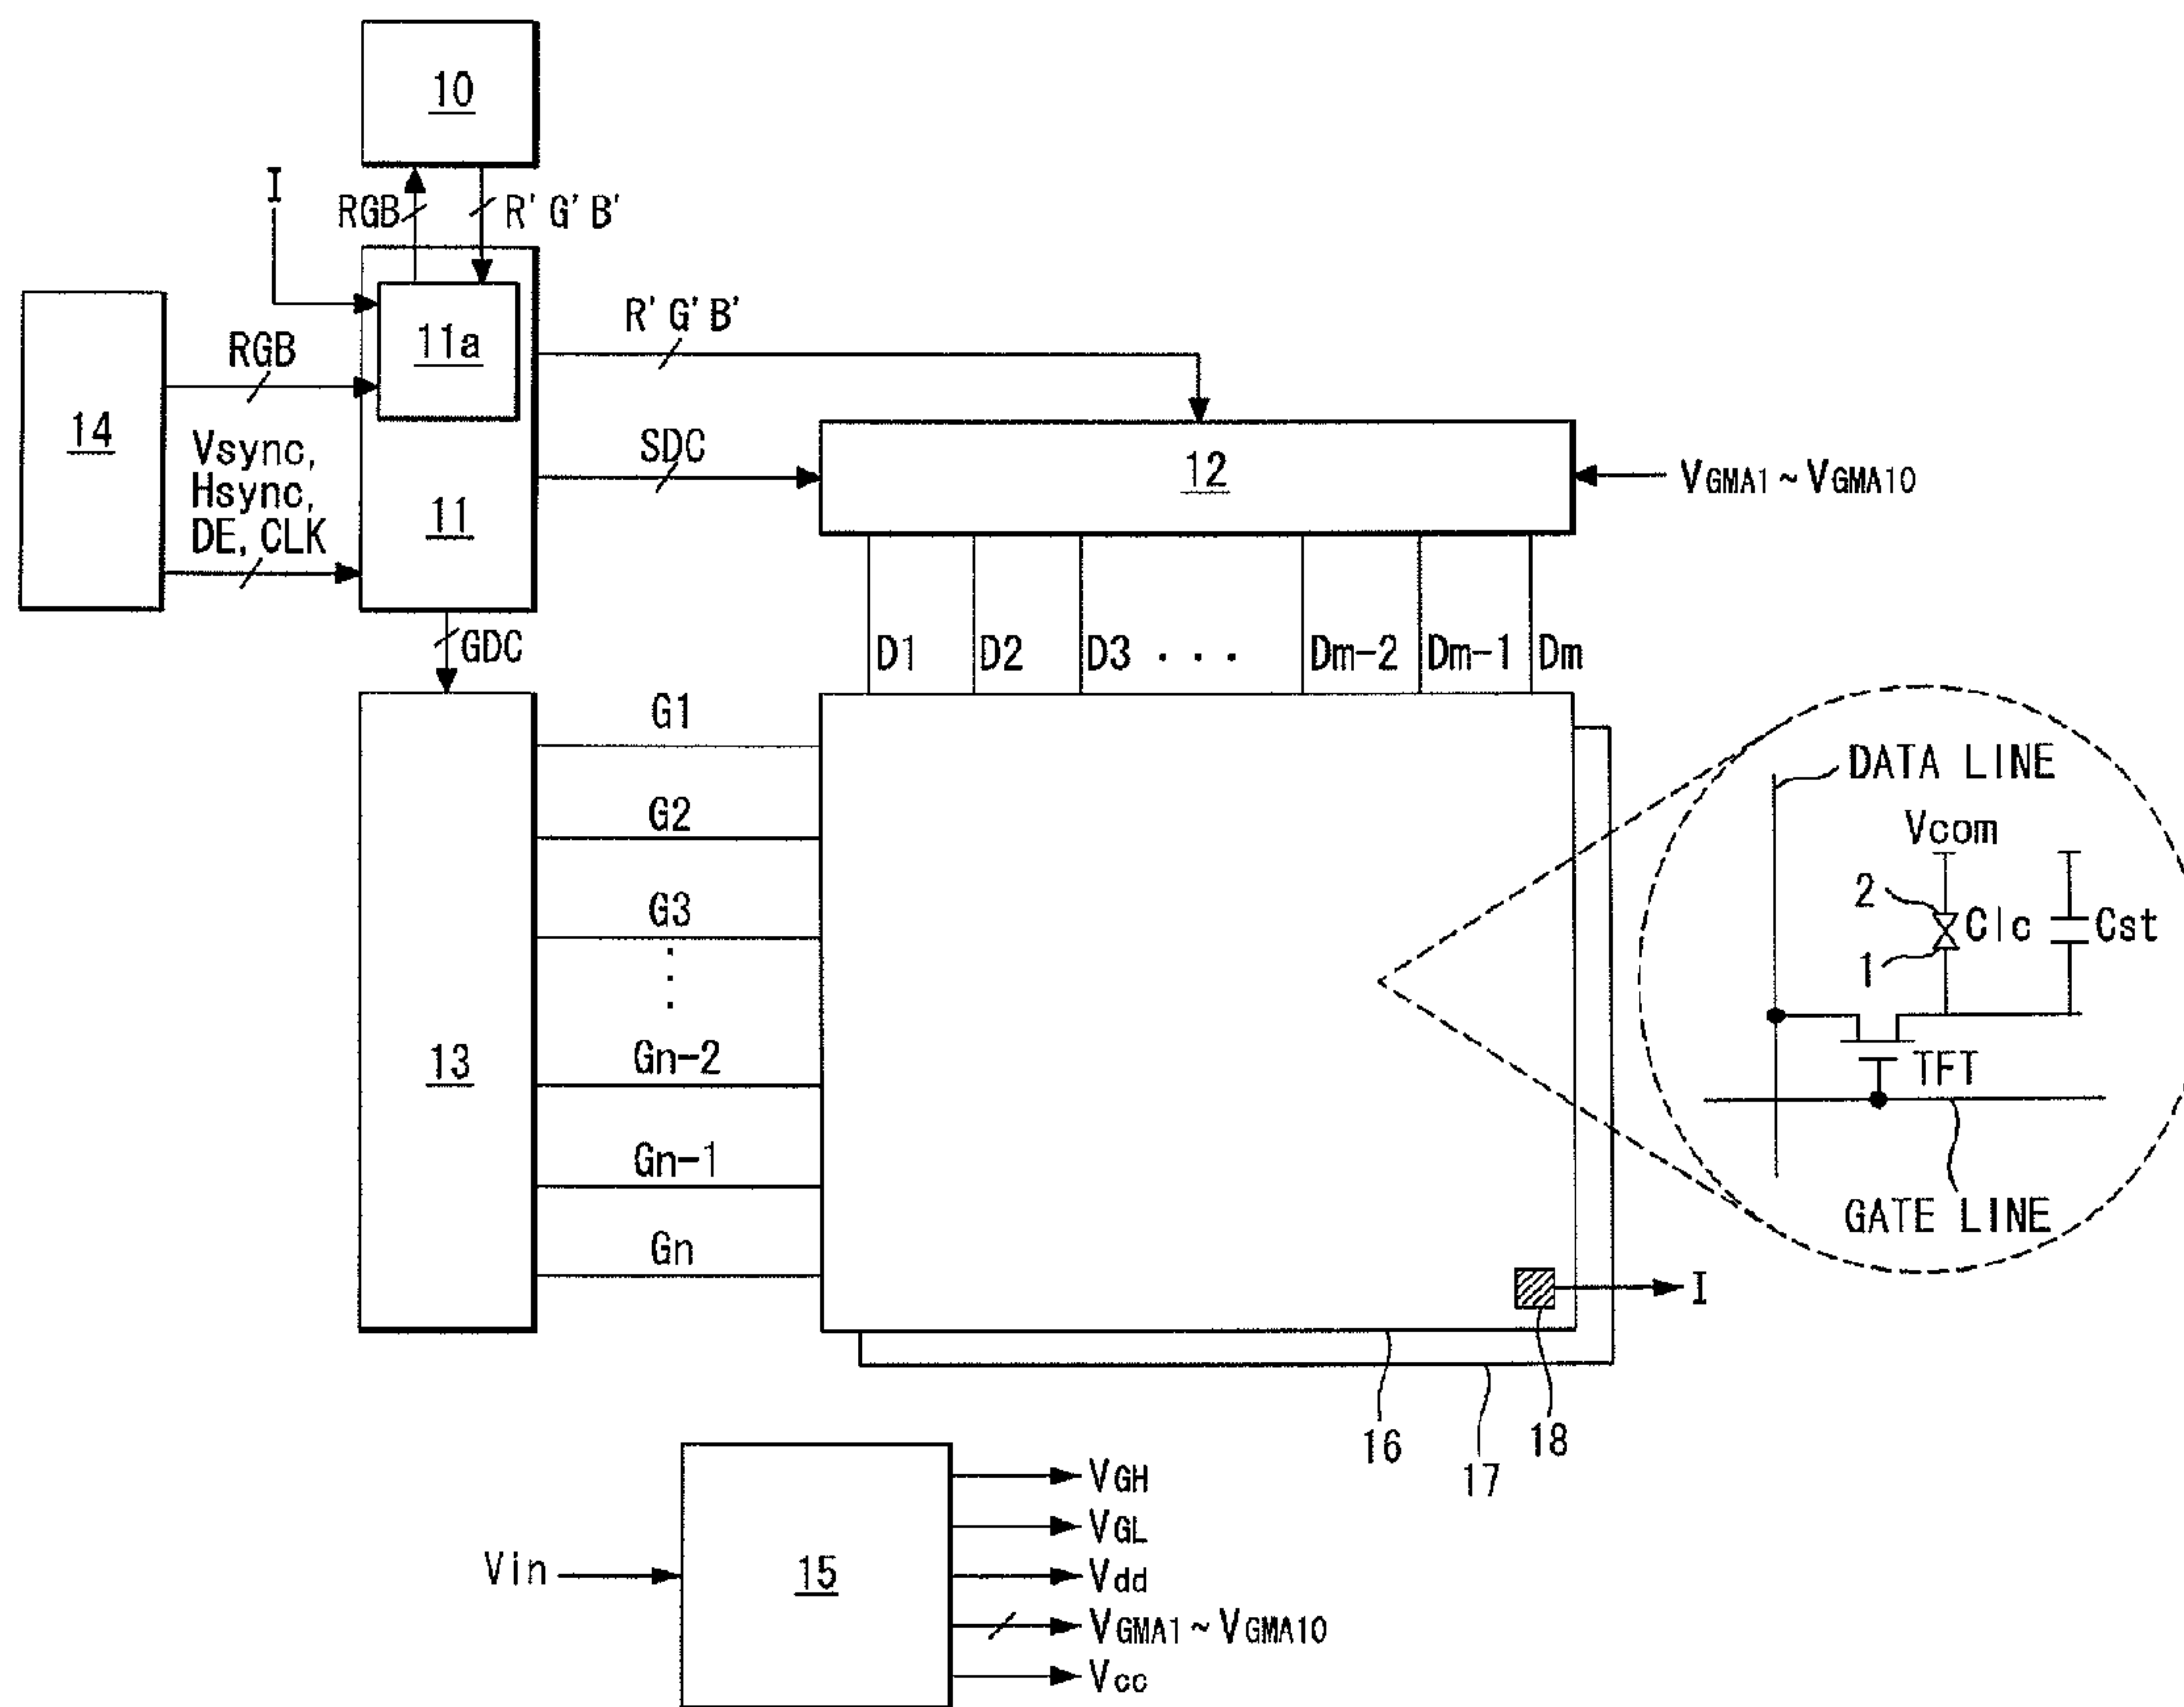 10
I
RGB
R'G'B'
11a
RGB
R'G'B'
14
Vsync,
Hsync,
DE, CLK
11
SDC
12
VGMA1~VGMA10
GDC
D1
D2
D3
. . .
Dm-2
Dm-1
Dm
13
G1
G2
G3
Gn-2
Gn-1
Gn
DATA LINE
Vcom
2
Clc
Cst
1
TFT
GATE LINE
I
16
17
18
Vin
15
VGH
VGL
Vdd
VGMA1~VGMA10
Vcc